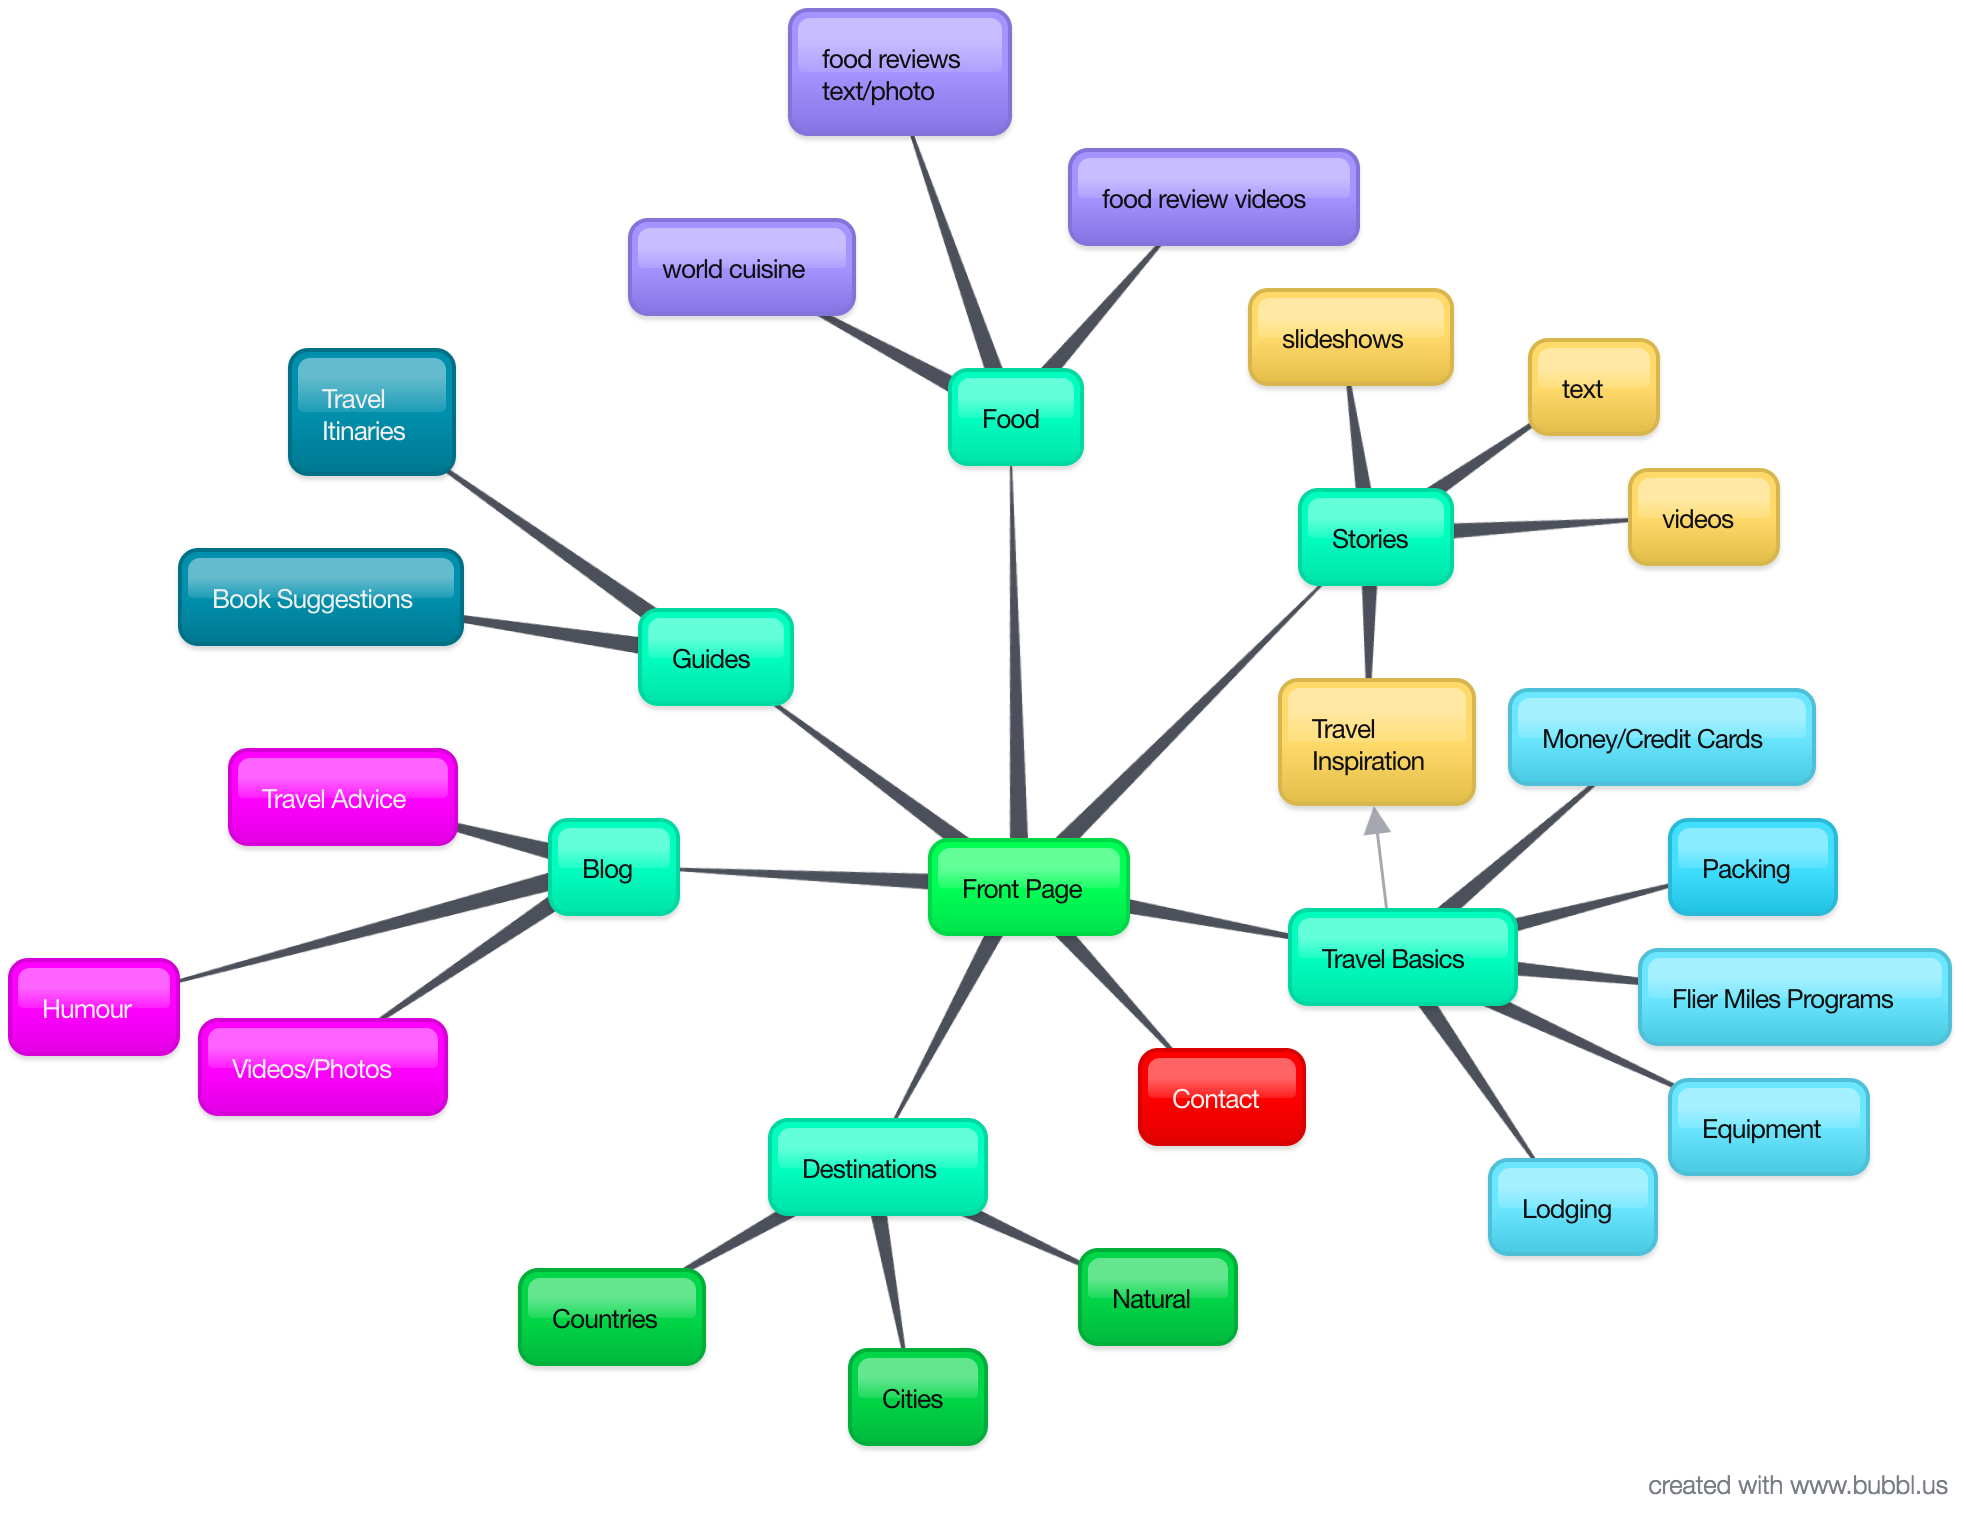 food reviews
text/photo
food review videos
world cuisine
slideshows
text
Travel
Itinaries
Food
videos
Stories
Book Suggestions
Guides
Travel
Inspiration
Money/Credit Cards
Travel Advice
Blog
Front Page
Packing
Travel Basics
Flier Miles Programs
Humour
Videos/Photos
Contact
Equipment
Destinations
Lodging
Natural
Countries
Cities
created with www.bubbl.us